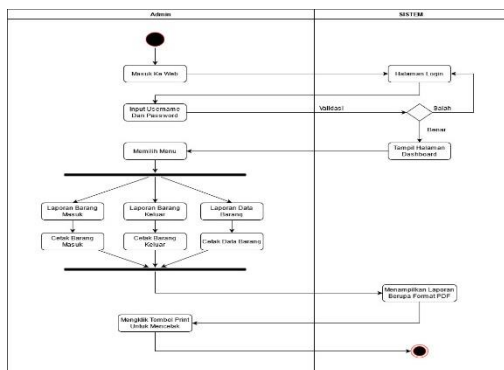 Admin
SISTEM
Masuk Ke Web
Halaman Login
Input Username
Dan Password
Validasi
Salah
Benar
Memilih Menu
Tampil Halaman
Dashboard
Laporan Barang
Masuk
Laporan Barang
Keluar
Laporan Data
Barang
Cetak Barang
Masuk
Cetak Barang
Keluar
Cetak Data Barang
Menampilkan Laporan
Berupa Format PDF
Mengklik Tombol Print
Untuk Mencetak